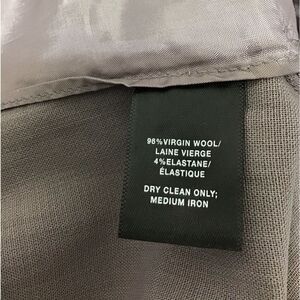 96%VIRGIN WOOL/
LAINE VIERGE
4%ELASTANE/
ÉLASTIQUE
DRY CLEAN ONLY;
MEDIUM IRON